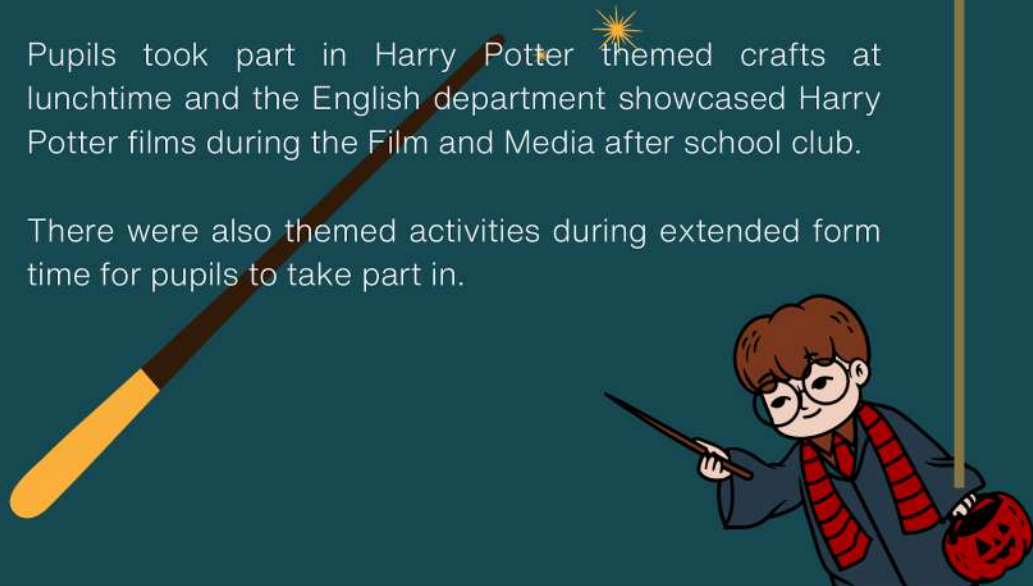 Pupils took part in Harry Potter themed crafts at
lunchtime and the English department showcased Harry
Potter films during the Film and Media after school club.
There were also themed activities during extended form
time for pupils to take part in.